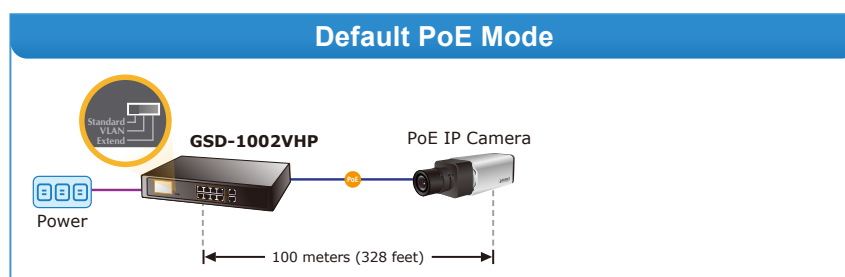 Default PoE Mode
Standard
VLAN
Extend
GSD-1002VHP
PoE IP Camera
PoE
Power
100 meters (328 feet)